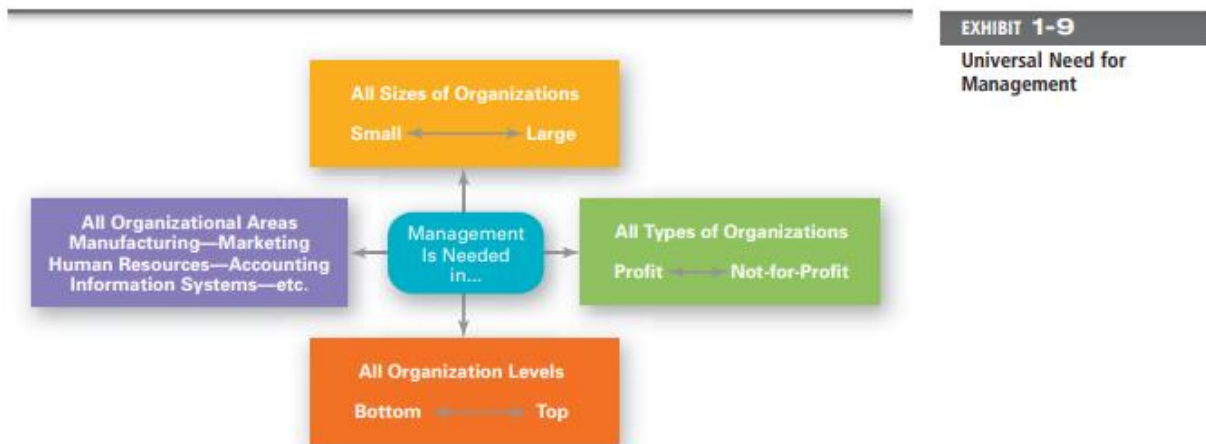 EXHIBIT 1-9
Universal Need for
Management
All Sizes of Organizations
Small Large
All Organizational Areas
Manufacturing—Marketing
Human Resources—Accounting
Information Systems—etc.
Management
Is Needed
in...
All Types of Organizations
Profit Not-for-Profit
All Organization Levels
Bottom Top